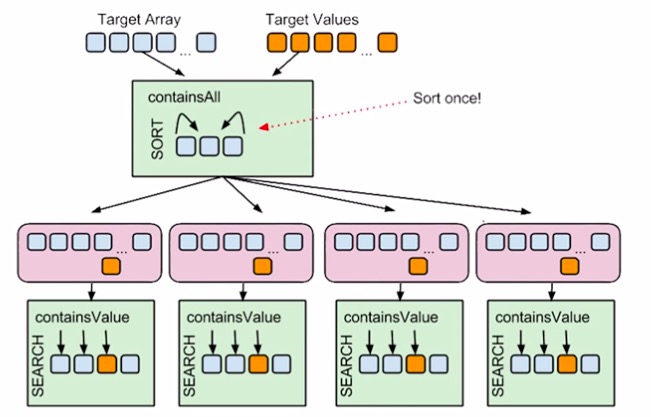 Target Array
Target Values
...
...
containsAll
SORT
Sort once!
...
...
...
...
containsValue
containsValue
containsValue
containsValue
SEARCH
SEARCH
SEARCH
SEARCH